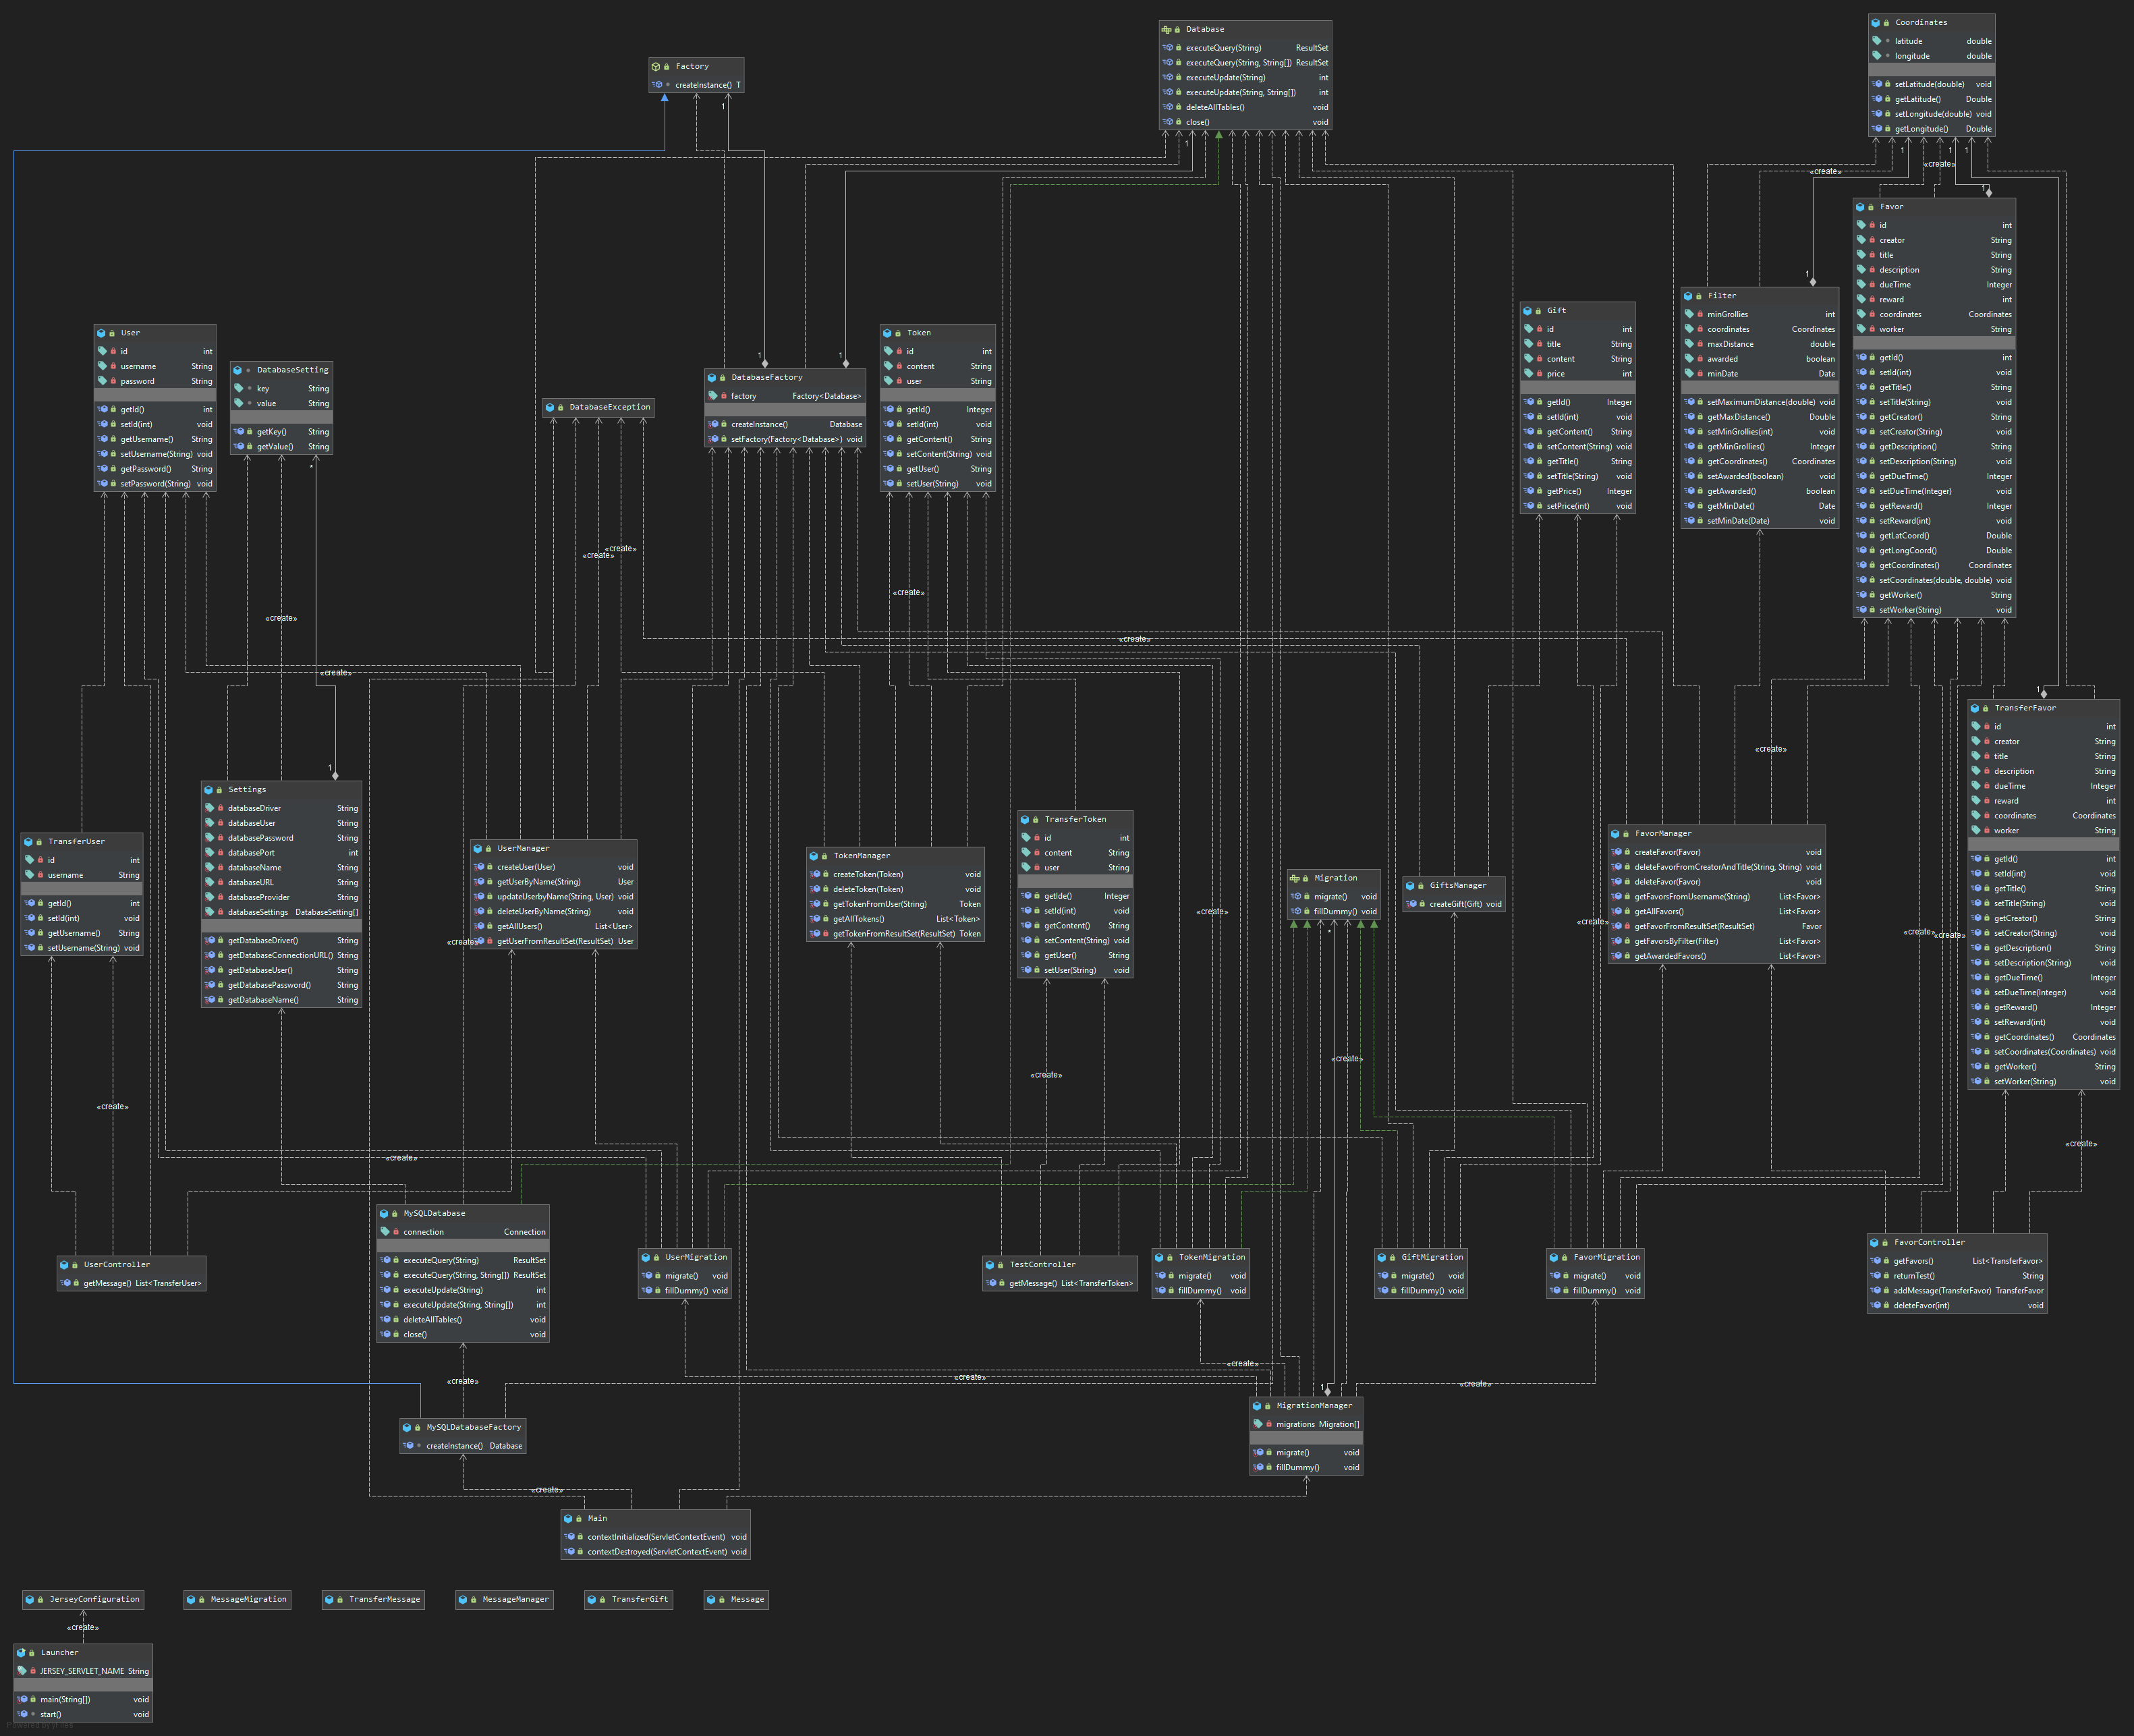 Database
executeQuery(String) ResultSet
executeQuery(String, String[]) ResultSet
executeUpdate(String) int
executeUpdate(String, String[]) int
deleteAllTables() void
close() void
Coordinates
latitude double
longitude double
setLatitude(double) void
getLatitude() Double
setLongitude(double) void
getLongitude() Double
Factory
createInstance() T
1
1
1
«create»
1
1
«create»
1
Favor
id int
creator String
title String
description String
dueTime Integer
reward int
coordinates Coordinates
worker String
getId() int
setId(int) void
getTitle() String
setTitle(String) void
getCreator() String
setCreator(String) void
getDescription() String
setDescription(String) void
getDueTime() Integer
setDueTime(Integer) void
getReward() Integer
setReward(int) void
getLatCoord() Double
getLongCoord() Double
getCoordinates() Coordinates
setCoordinates(double, double) void
getWorker() String
setWorker(String) void
1
Filter
minGrollies int
coordinates Coordinates
maxDistance double
awarded boolean
minDate Date
setMaximumDistance(double) void
getMaxDistance() Double
setMinGrollies(int) void
getMinGrollies() Integer
getCoordinates() Coordinates
setAwarded(boolean) void
getAwarded() boolean
getMinDate() Date
setMinDate(Date) void
Gift
id int
title String
content String
price int
getId() Integer
setId(int) void
getContent() String
setContent(String) void
getTitle() String
setTitle(String) void
getPrice() Integer
setPrice(int) void
User
id int
username String
password String
getId() int
setId(int) void
getUsername() String
setUsername(String) void
getPassword() String
setPassword(String) void
DatabaseSetting
key String
value String
getKey() String
getValue() String
*
DatabaseException
1
1
DatabaseFactory
factory Factory<Database>
createInstance() Database
setFactory(Factory<Database>) void
Token
id int
content String
user String
getId() Integer
setId(int) void
getContent() String
setContent(String) void
getUser() String
setUser(String) void
«create»
«create»
«create»
«create»
«create»
«create»
1
TransferFavor
id int
creator String
title String
description String
dueTime Integer
reward int
coordinates Coordinates
worker String
getId() int
setId(int) void
getTitle() String
setTitle(String) void
getCreator() String
setCreator(String) void
getDescription() String
setDescription(String) void
getDueTime() Integer
setDueTime(Integer) void
getReward() Integer
setReward(int) void
getCoordinates() Coordinates
setCoordinates(Coordinates) void
getWorker() String
setWorker(String) void
«create»
1
Settings
databaseDriver String
databaseUser String
databasePassword String
databasePort int
databaseName String
databaseURL String
databaseProvider String
databaseSettings DatabaseSetting[]
getDatabaseDriver() String
getDatabaseConnectionURL() String
getDatabaseUser() String
getDatabasePassword() String
getDatabaseName() String
TransferUser
id int
username String
getId() int
setId(int) void
getUsername() String
setUsername(String) void
UserManager
createUser(User) void
getUserByName(String) User
updateUserbyName(String, User) void
deleteUserByName(String) void
getAllUsers() List<User>
getUserFromResultSet(ResultSet) User
«create»
TokenManager
createToken(Token) void
deleteToken(Token) void
getTokenFromUser(String) Token
getAllTokens() List<Token>
getTokenFromResultSet(ResultSet) Token
TransferToken
id int
content String
user String
getIde() Integer
setId(int) void
getContent() String
setContent(String) void
getUser() String
setUser(String) void
«create»
Migration
migrate() void
fillDummy() void
*
GiftsManager
createGift(Gift) void
«create»
FavorManager
createFavor(Favor) void
deleteFavorFromCreatorAndTitle(String, String) void
deleteFavor(Favor) void
getFavorsFromUsername(String) List<Favor>
getAllFavors() List<Favor>
getFavorFromResultSet(ResultSet) Favor
getFavorsByFilter(Filter) List<Favor>
getAwardedFavors() List<Favor>
«create»
«create»
«create»
«create»
«create»
«create»
«create»
UserController
getMessage() List<TransferUser>
MySQLDatabase
connection Connection
executeQuery(String) ResultSet
executeQuery(String, String[]) ResultSet
executeUpdate(String) int
executeUpdate(String, String[]) int
deleteAllTables() void
close() void
UserMigration
migrate() void
fillDummy() void
TestController
getMessage() List<TransferToken>
TokenMigration
migrate() void
fillDummy() void
GiftMigration
migrate() void
fillDummy() void
FavorMigration
migrate() void
fillDummy() void
FavorController
getFavors() List<TransferFavor>
returnTest() String
addMessage(TransferFavor) TransferFavor
deleteFavor(int) void
«create»
«create»
«create»
«create»
1
MigrationManager
migrations Migration[]
migrate() void
fillDummy() void
MySQLDatabaseFactory
createInstance() Database
«create»
Main
contextInitialized(ServletContextEvent) void
contextDestroyed(ServletContextEvent) void
JerseyConfiguration
MessageMigration
TransferMessage
MessageManager
TransferGift
Message
«create»
Launcher
JERSEY_SERVLET_NAME String
main(String[]) void
start() void
Powered by yFiles